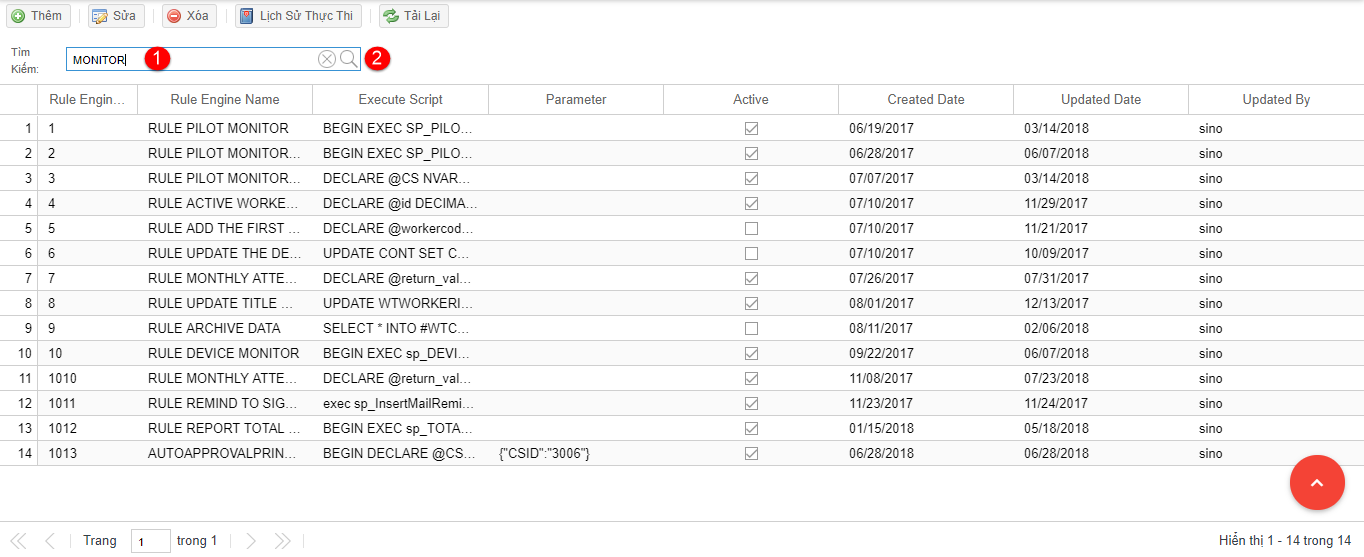 Thêm Sửa Xóa Lịch Sử Thực Thi Tải Lại
Tìm
Kiếm:
MONITOR 1 2
Rule Engin... Rule Engine Name Execute Script Parameter Active Created Date Updated Date Updated By
1 1 RULE PILOT MONITOR BEGIN EXEC SP_PILO... 06/19/2017 03/14/2018 sino
2 2 RULE PILOT MONITOR... BEGIN EXEC SP_PILO... 06/28/2017 06/07/2018 sino
3 3 RULE PILOT MONITOR... DECLARE @CS NVAR... 07/07/2017 03/14/2018 sino
4 4 RULE ACTIVE WORKE... DECLARE @id DECIMA... 07/10/2017 11/29/2017 sino
5 5 RULE ADD THE FIRST ... DECLARE @workercod... 07/10/2017 11/21/2017 sino
6 6 RULE UPDATE THE DE... UPDATE CONT SET C... 07/10/2017 10/09/2017 sino
7 7 RULE MONTHLY ATTE... DECLARE @return_val... 07/26/2017 07/31/2017 sino
8 8 RULE UPDATE TITLE ... UPDATE WTWORKERI... 08/01/2017 12/13/2017 sino
9 9 RULE ARCHIVE DATA SELECT * INTO #WTC... 08/11/2017 02/06/2018 sino
10 10 RULE DEVICE MONITOR BEGIN EXEC sp_DEVI... 09/22/2017 06/07/2018 sino
11 1010 RULE MONTHLY ATTE... DECLARE @return_val... 11/08/2017 07/23/2018 sino
12 1011 RULE REMIND TO SIG... exec sp_InsertMailRemi... 11/23/2017 11/24/2017 sino
13 1012 RULE REPORT TOTAL ... BEGIN EXEC sp_TOTA... 01/15/2018 05/18/2018 sino
14 1013 AUTOAPPROVALPRIN... BEGIN DECLARE @CS... {"CSID":"3006"} 06/28/2018 06/28/2018 sino
Trang 1 trong 1 Hiển thị 1 - 14 trong 14